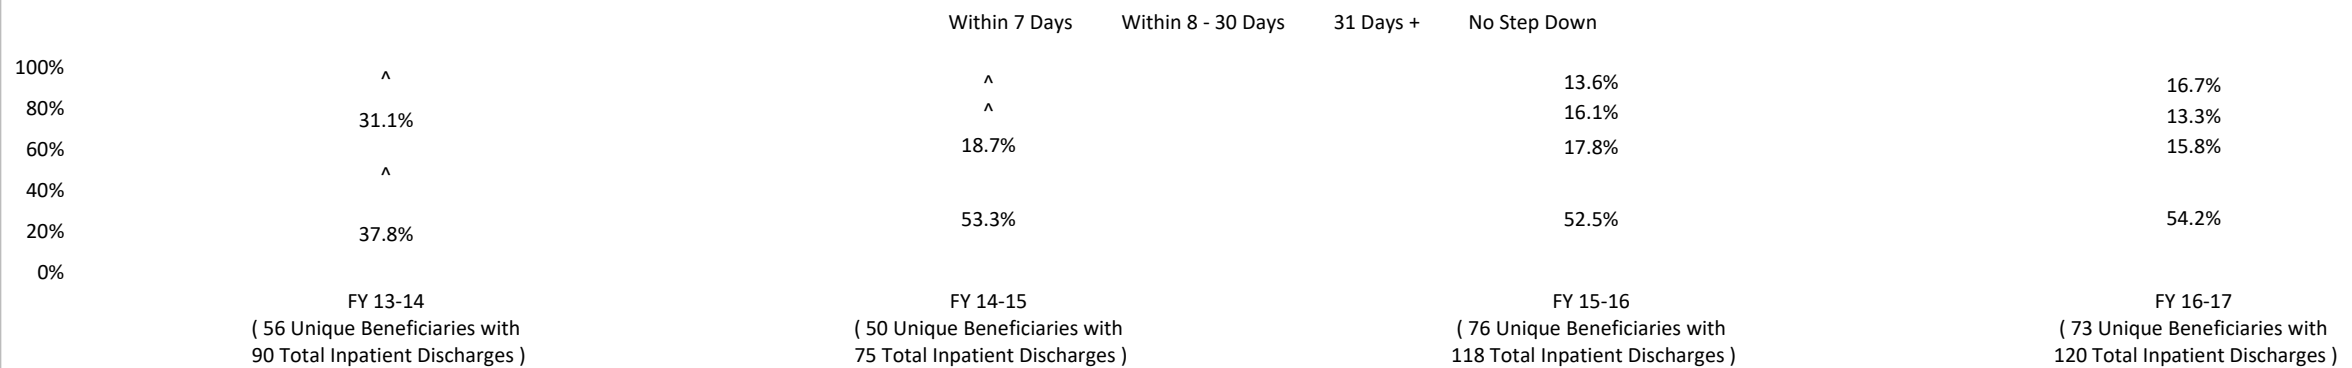 Within 7 Days Within 8 - 30 Days 31 Days + No Step Down
100%
80%
60%
40%
20%
0%
^
31.1%
^
37.8%
^
^
18.7%
53.3%
13.6%
16.1%
17.8%
52.5%
16.7%
13.3%
15.8%
54.2%
FY 13-14
( 56 Unique Beneficiaries with
90 Total Inpatient Discharges )
FY 14-15
( 50 Unique Beneficiaries with
75 Total Inpatient Discharges )
FY 15-16
( 76 Unique Beneficiaries with
118 Total Inpatient Discharges )
FY 16-17
( 73 Unique Beneficiaries with
120 Total Inpatient Discharges )